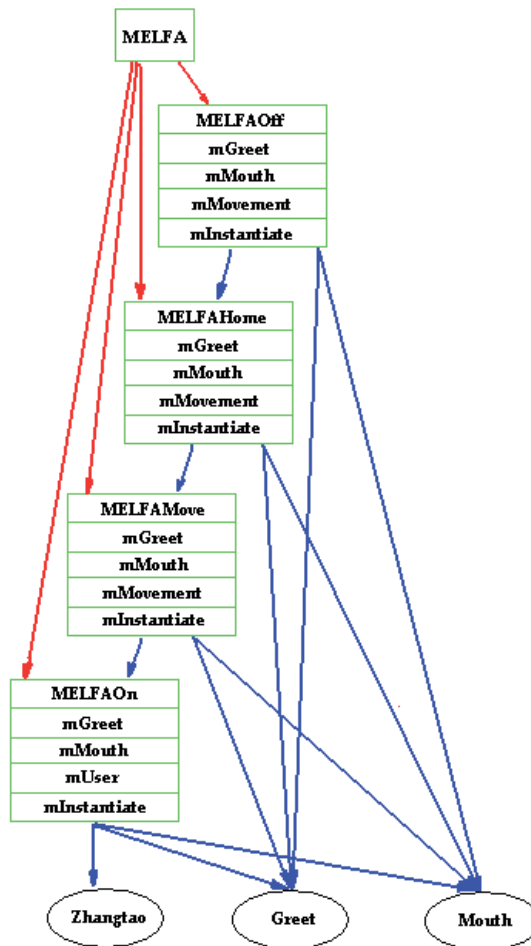 MELFA
MELFAOff
mGreet
mMouth
mMovement
mInstantiate
MELFAHome
mGreet
mMouth
mMovement
mInstantiate
MELFAMove
mGreet
mMouth
mMovement
mInstantiate
MELFAOn
mGreet
mMouth
mUser
mInstantiate
Zhangtao
Greet
Mouth